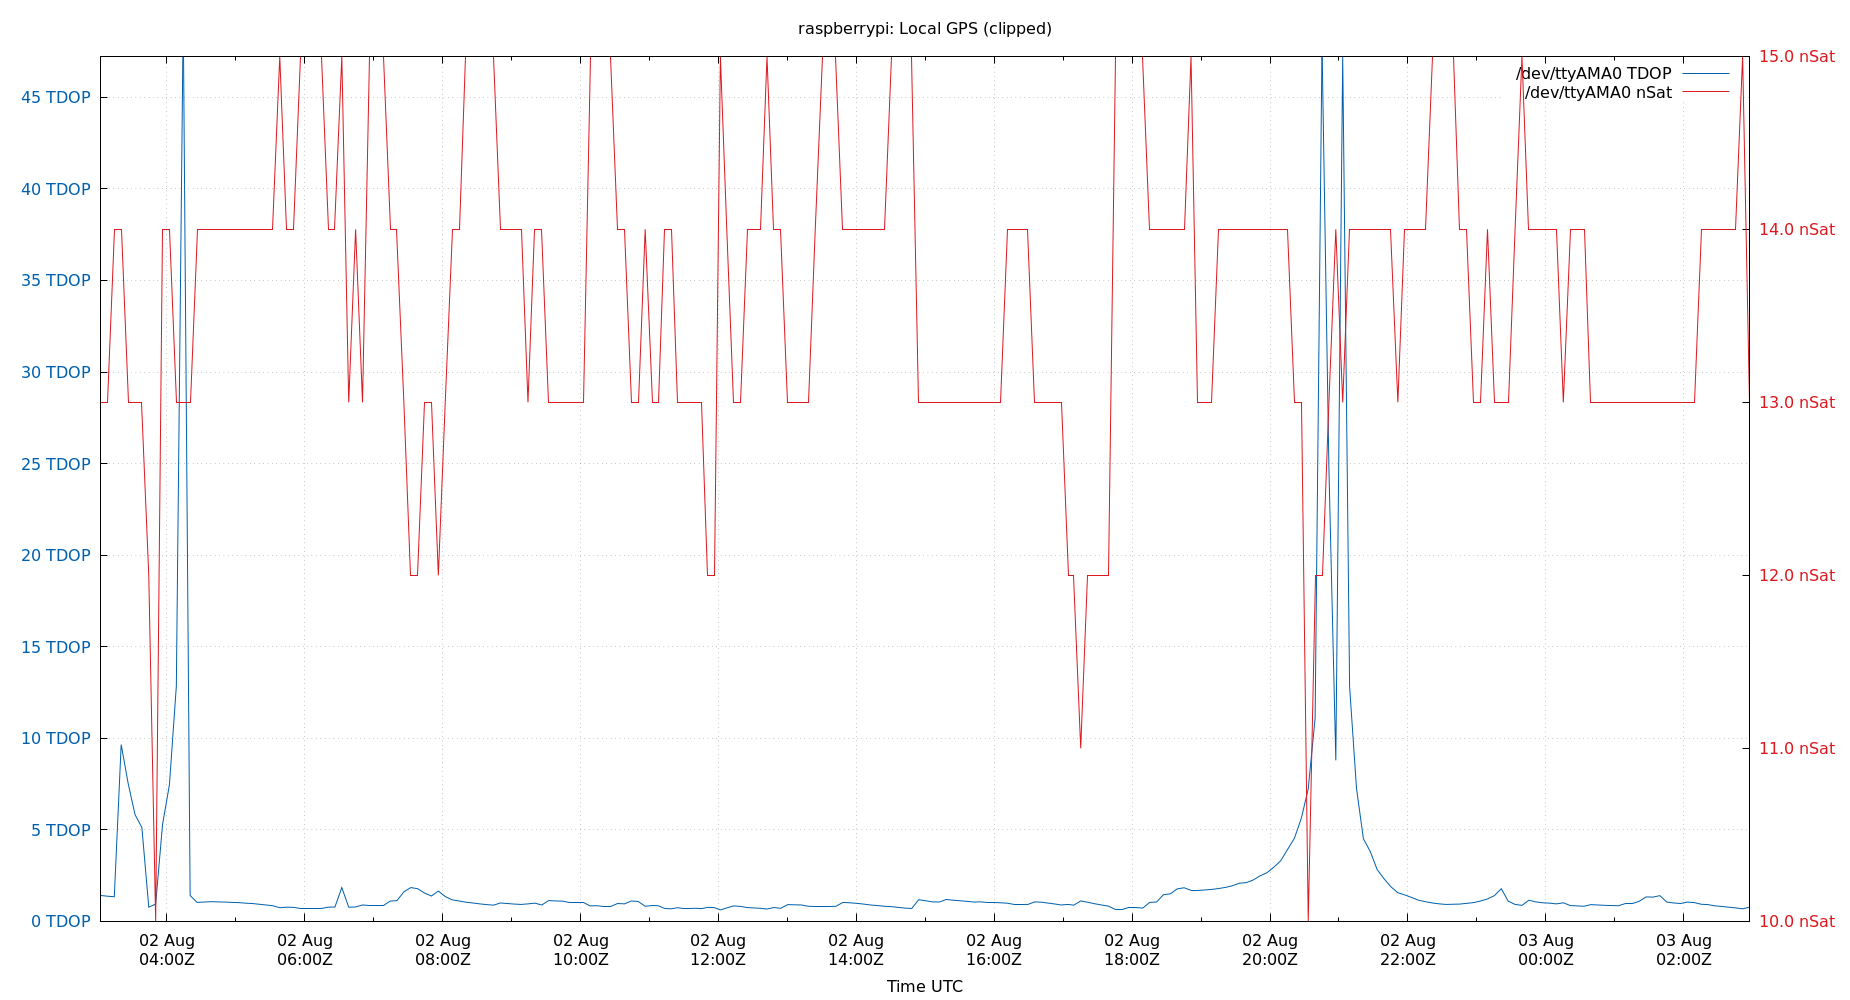 raspberrypi: Local GPS (clipped)
/dev/ttyAMA0 TDOP
/dev/ttyAMA0 nSat
45 TDOP
40 TDOP
35 TDOP
30 TDOP
25 TDOP
20 TDOP
15 TDOP
10 TDOP
5 TDOP
0 TDOP
15.0 nSat
14.0 nSat
13.0 nSat
12.0 nSat
11.0 nSat
10.0 nSat
02 Aug
04:00Z
02 Aug
06:00Z
02 Aug
08:00Z
02 Aug
10:00Z
02 Aug
12:00Z
02 Aug
14:00Z
02 Aug
16:00Z
02 Aug
18:00Z
02 Aug
20:00Z
02 Aug
22:00Z
03 Aug
00:00Z
03 Aug
02:00Z
Time UTC